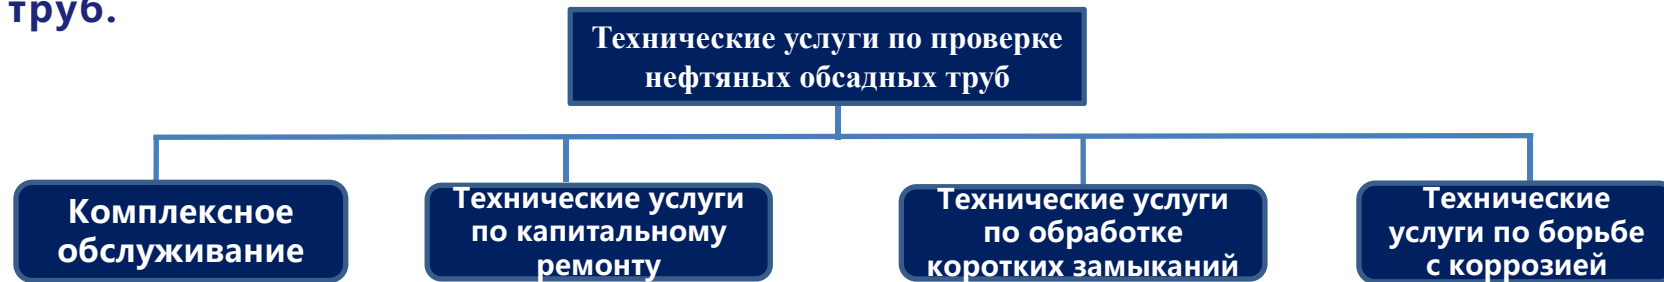 труб.
Технические услуги по проверке
нефтяных обсадных труб
Комплексное
обслуживание
Технические услуги
по капитальному
ремонту
Технические услуги
по обработке
коротких замыканий
Технические
услуги по борьбе
с коррозией